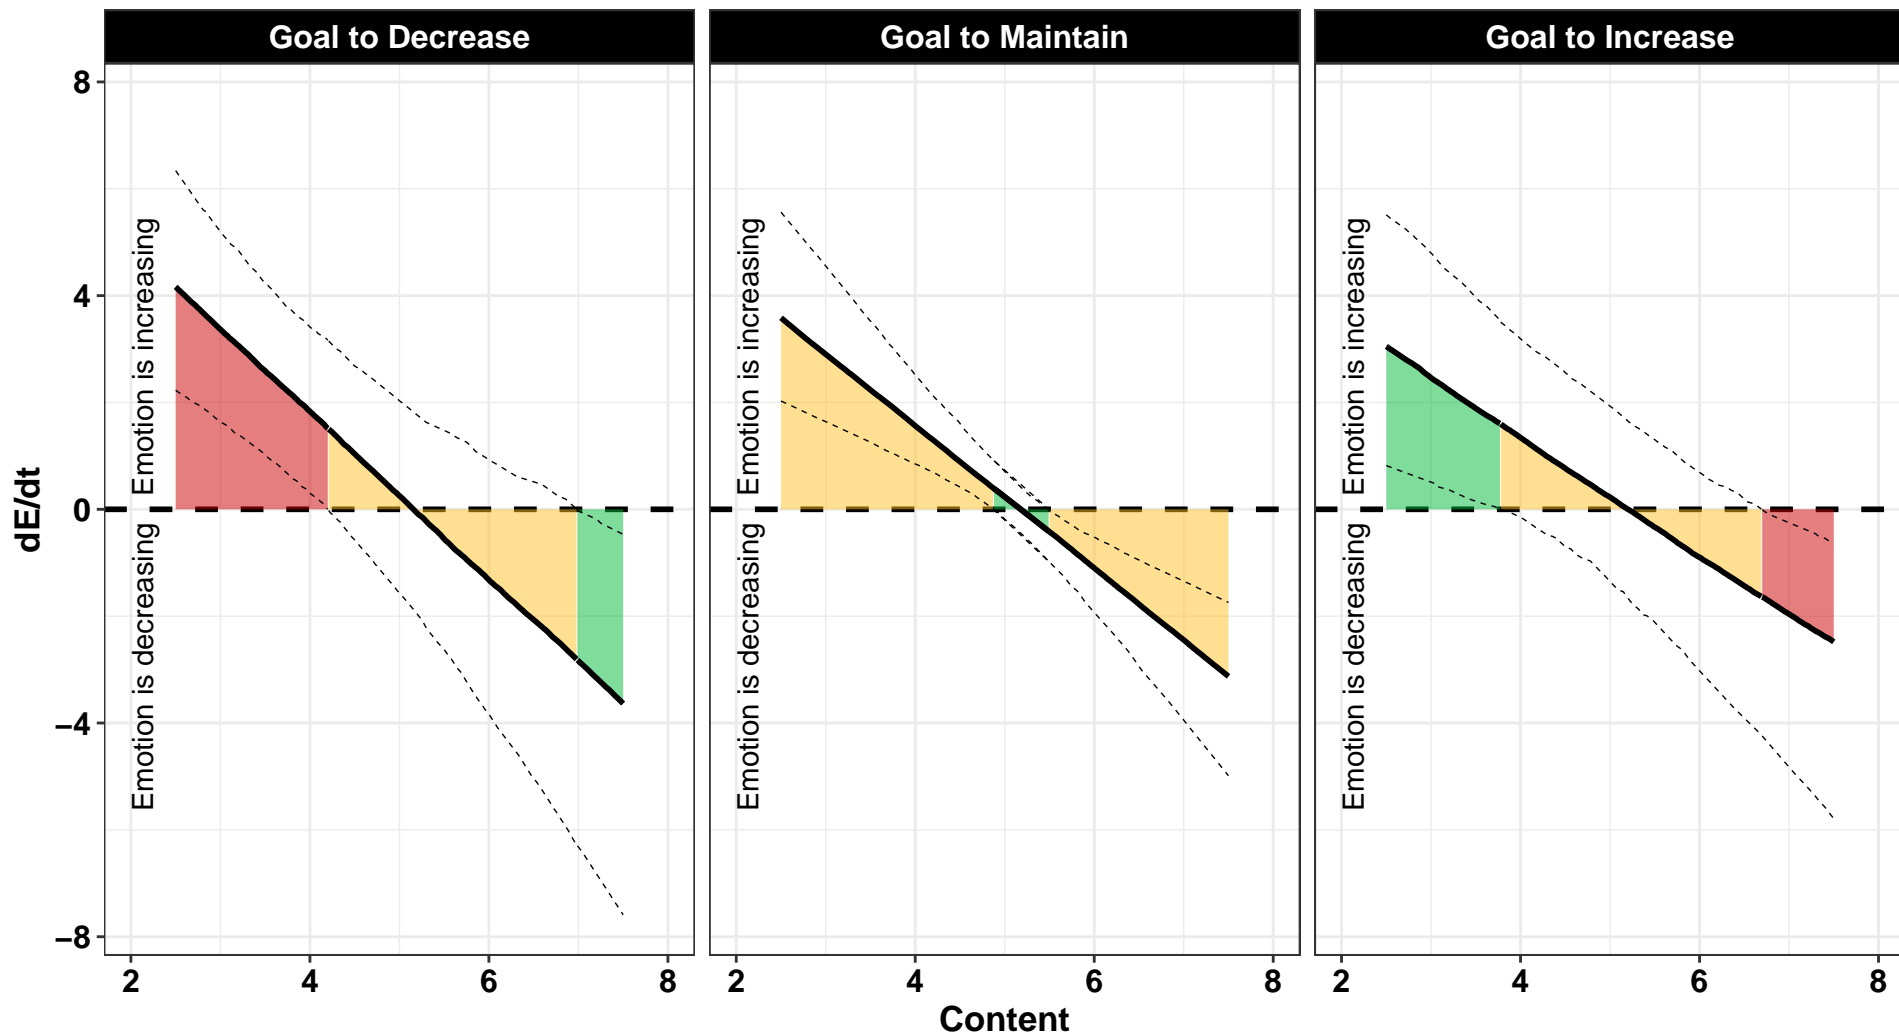 Goal to Decrease
Goal to Maintain
Goal to Increase
dE/dt
8
4
0
−4
−8
Emotion is increasing
Emotion is decreasing
Emotion is increasing
Emotion is decreasing
Emotion is increasing
Emotion is decreasing
2 4 6 8
2 4 6 8
2 4 6 8
Content